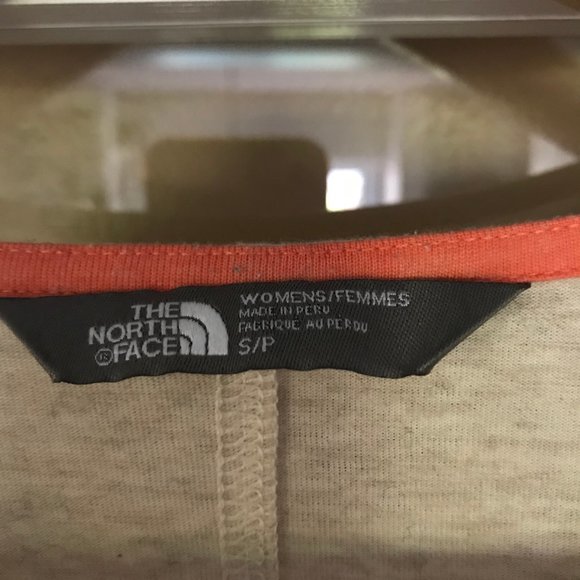 THE
NORTH
® FACE
WOMENS/FEMMES
MADE IN PERU
FABRIQUE AU PEROU
S/P